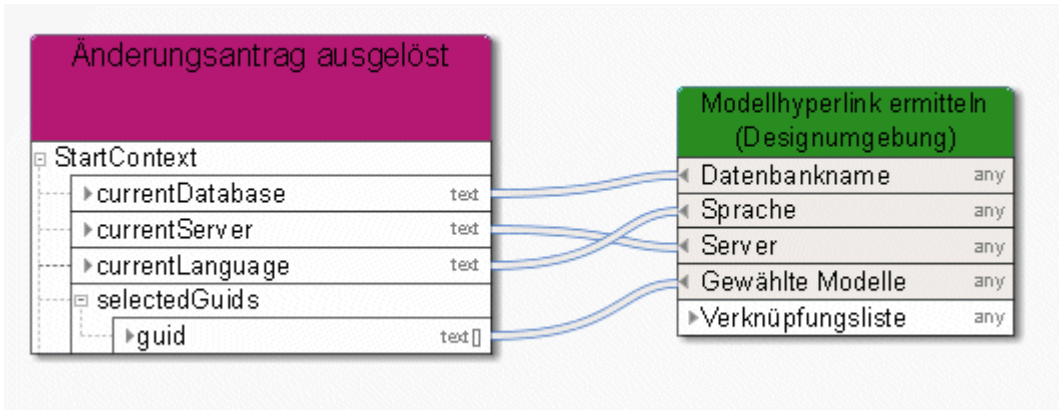 Änderungsantrag ausgelöst
StartContext
currentDatabase text
currentServer text
currentLanguage text
selectedGuids
guid text[]
Modellhyperlink ermitteln
(Designumgebung)
Datenbankname any
Sprache any
Server any
Gewählte Modelle any
Verknüpfungsliste any